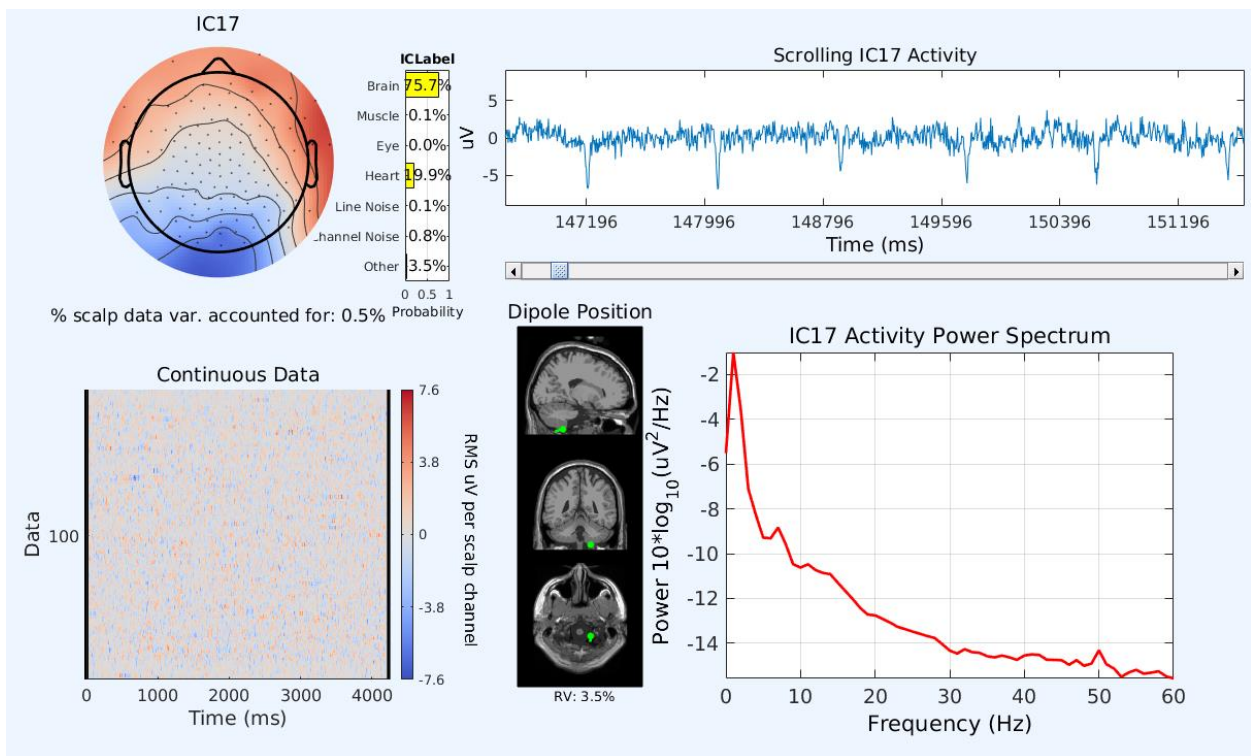 IC17
ICLabel
Brain
75.7%
Muscle
0.1%
Eye
0.0%
Heart
19.9%
Line Noise
0.1%
Channel Noise
0.8%
Other
3.5%
0 0.5 1
Probability
% scalp data var. accounted for: 0.5%
Scrolling IC17 Activity
uV
5
0
-5
147196 147996 148796 149596 150396 151196
Time (ms)
Continuous Data
Data
100
0 1000 2000 3000 4000
Time (ms)
7.6
3.8
0
-3.8
-7.6
RMS uV per scalp channel
Dipole Position
RV: 3.5%
IC17 Activity Power Spectrum
Power 10*log10(uV2/Hz)
-2
-4
-6
-8
-10
-12
-14
0 10 20 30 40 50 60
Frequency (Hz)